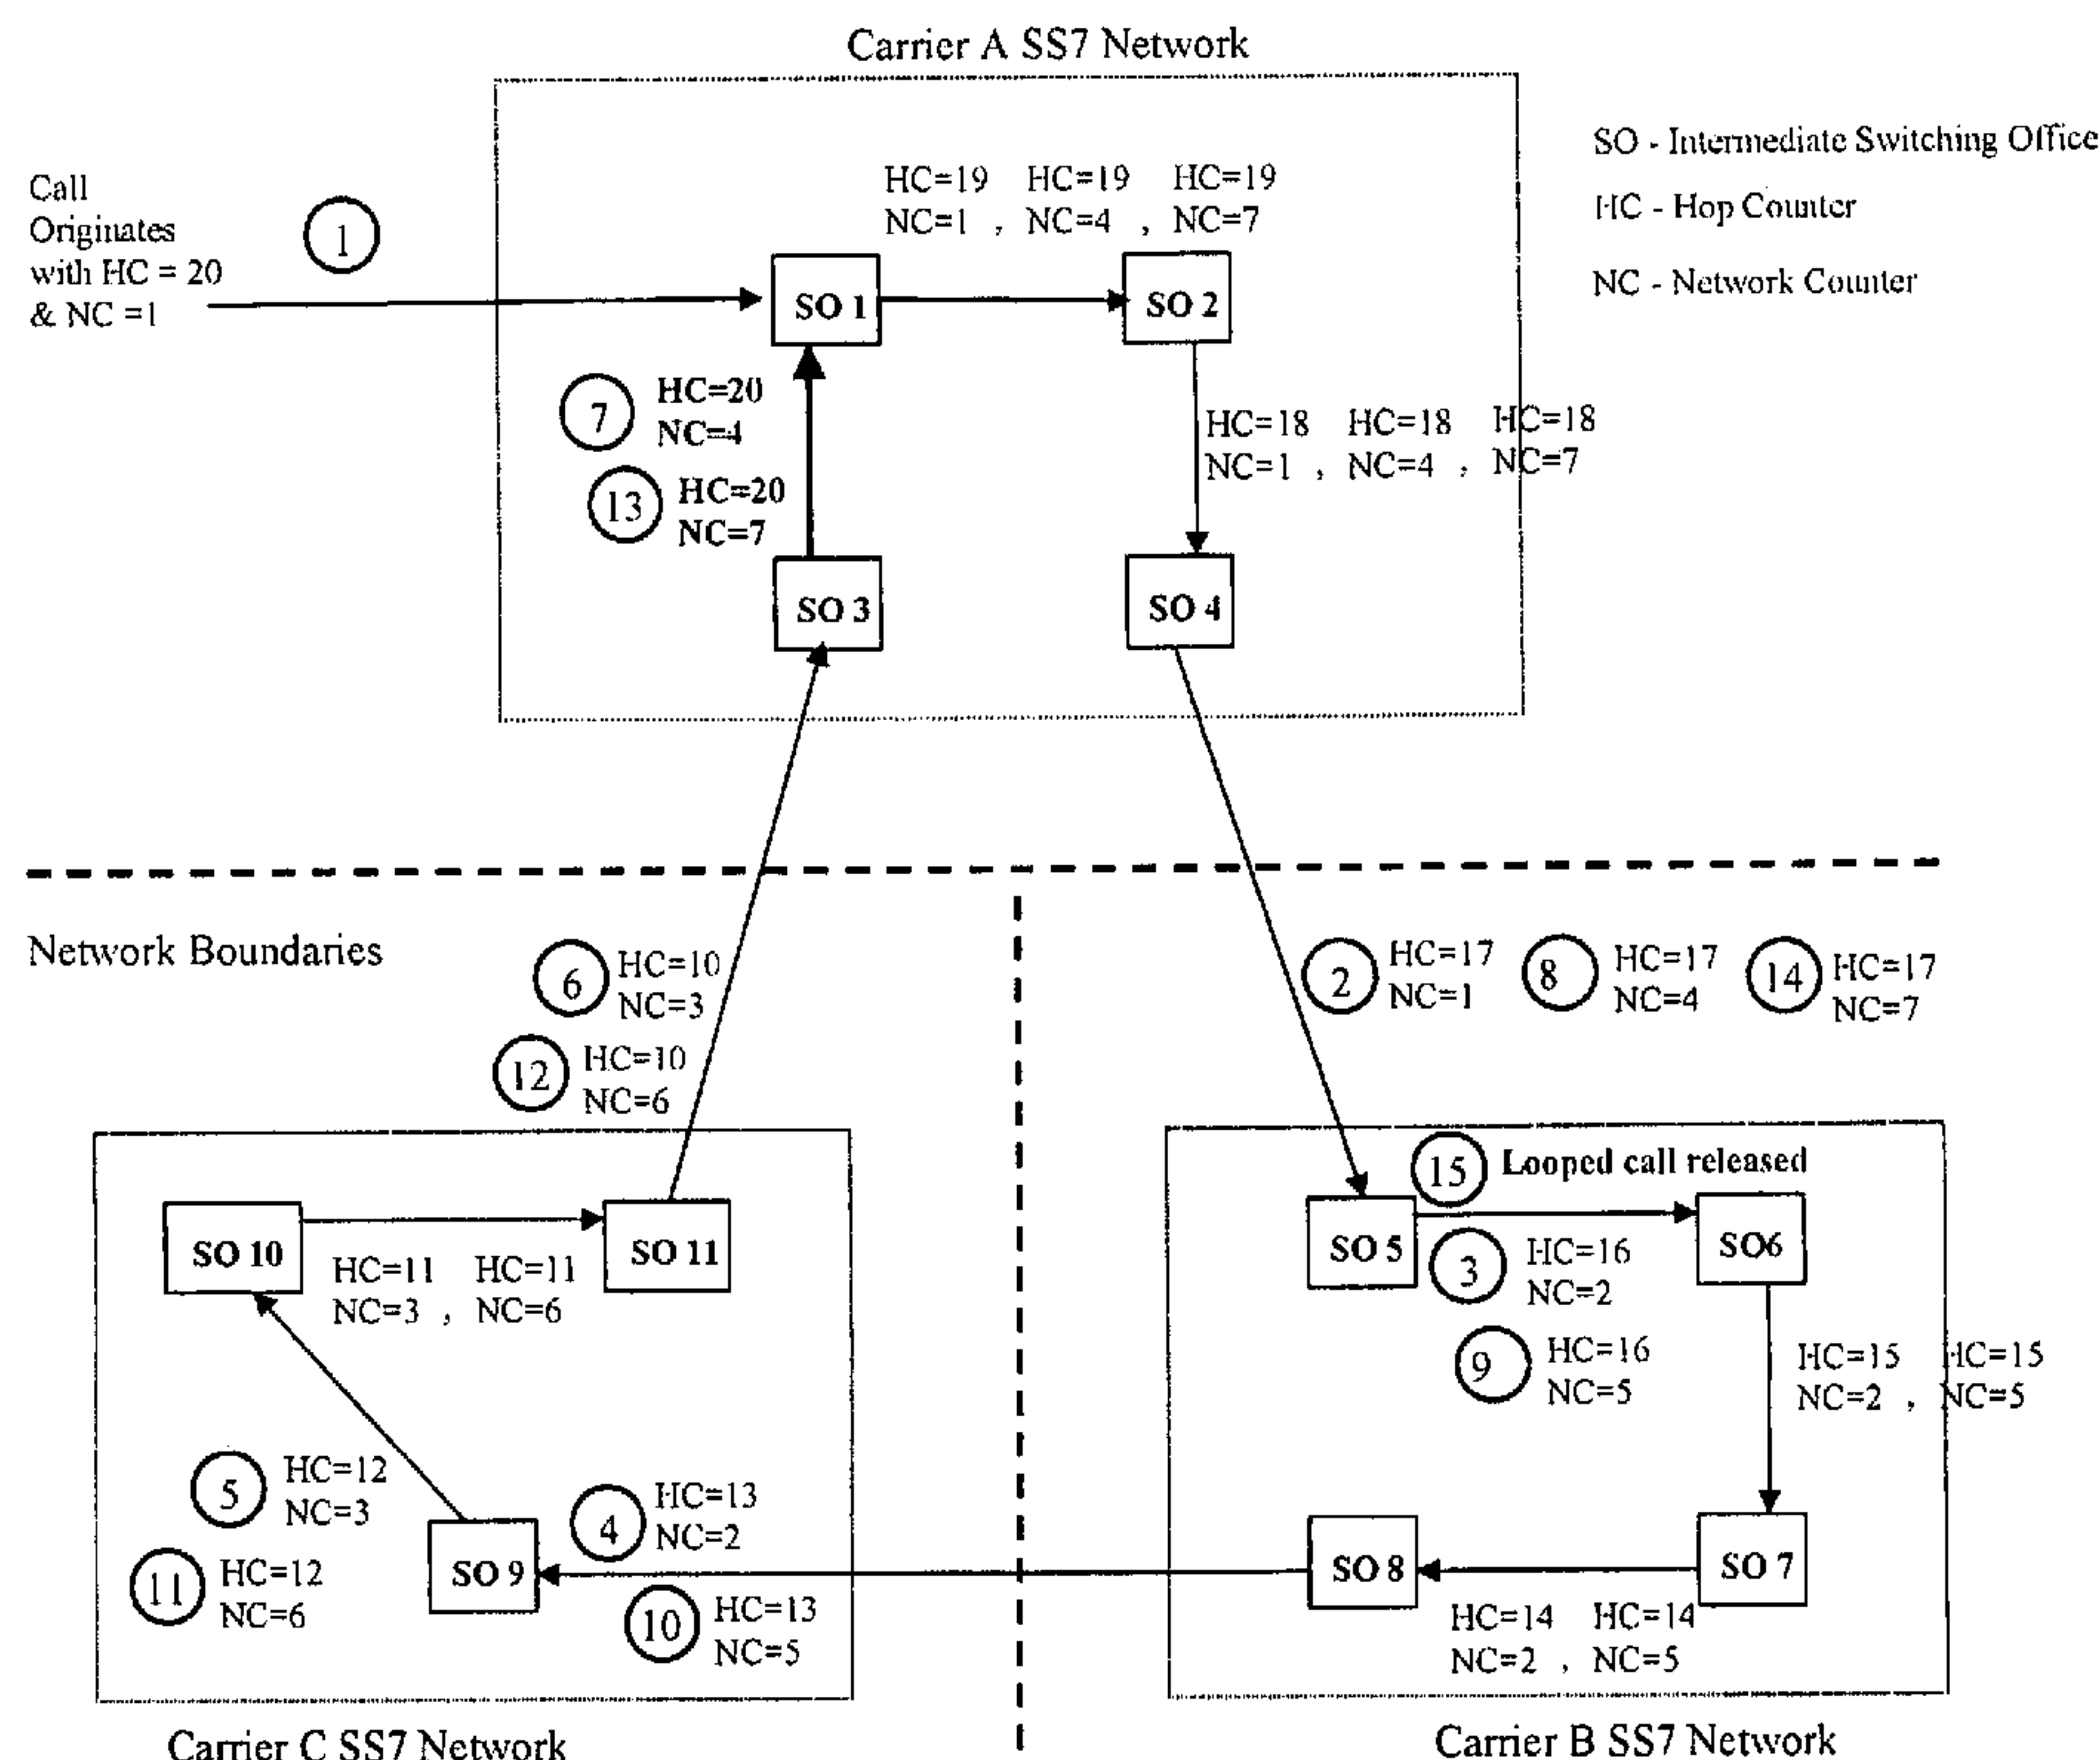 Carrier A SS7 Network
SO - Intermediate Switching Office
HC - Hop Counter
NC - Network Counter
Call
Originates
with HC = 20
& NC =1
1
HC=19 HC=19 HC=19
NC=1 , NC=4 , NC=7
SO 1
SO 2
7
HC=20
NC=4
13
HC=20
NC=7
HC=18 HC=18 HC=18
NC=1 , NC=4 , NC=7
SO 3
SO 4
Network Boundaries
6
HC=10
NC=3
12
HC=10
NC=6
2
HC=17
NC=1
8
HC=17
NC=4
14
HC=17
NC=7
15
Looped call released
SO 10
SO 11
HC=11 HC=11
NC=3 , NC=6
SO 5
SO6
3
HC=16
NC=2
9
HC=16
NC=5
HC=15 HC=15
NC=2 , NC=5
5
HC=12
NC=3
11
HC=12
NC=6
4
HC=13
NC=2
SO 9
10
HC=13
NC=5
SO 8
SO 7
HC=14 HC=14
NC=2 , NC=5
Carrier C SS7 Network
Carrier B SS7 Network